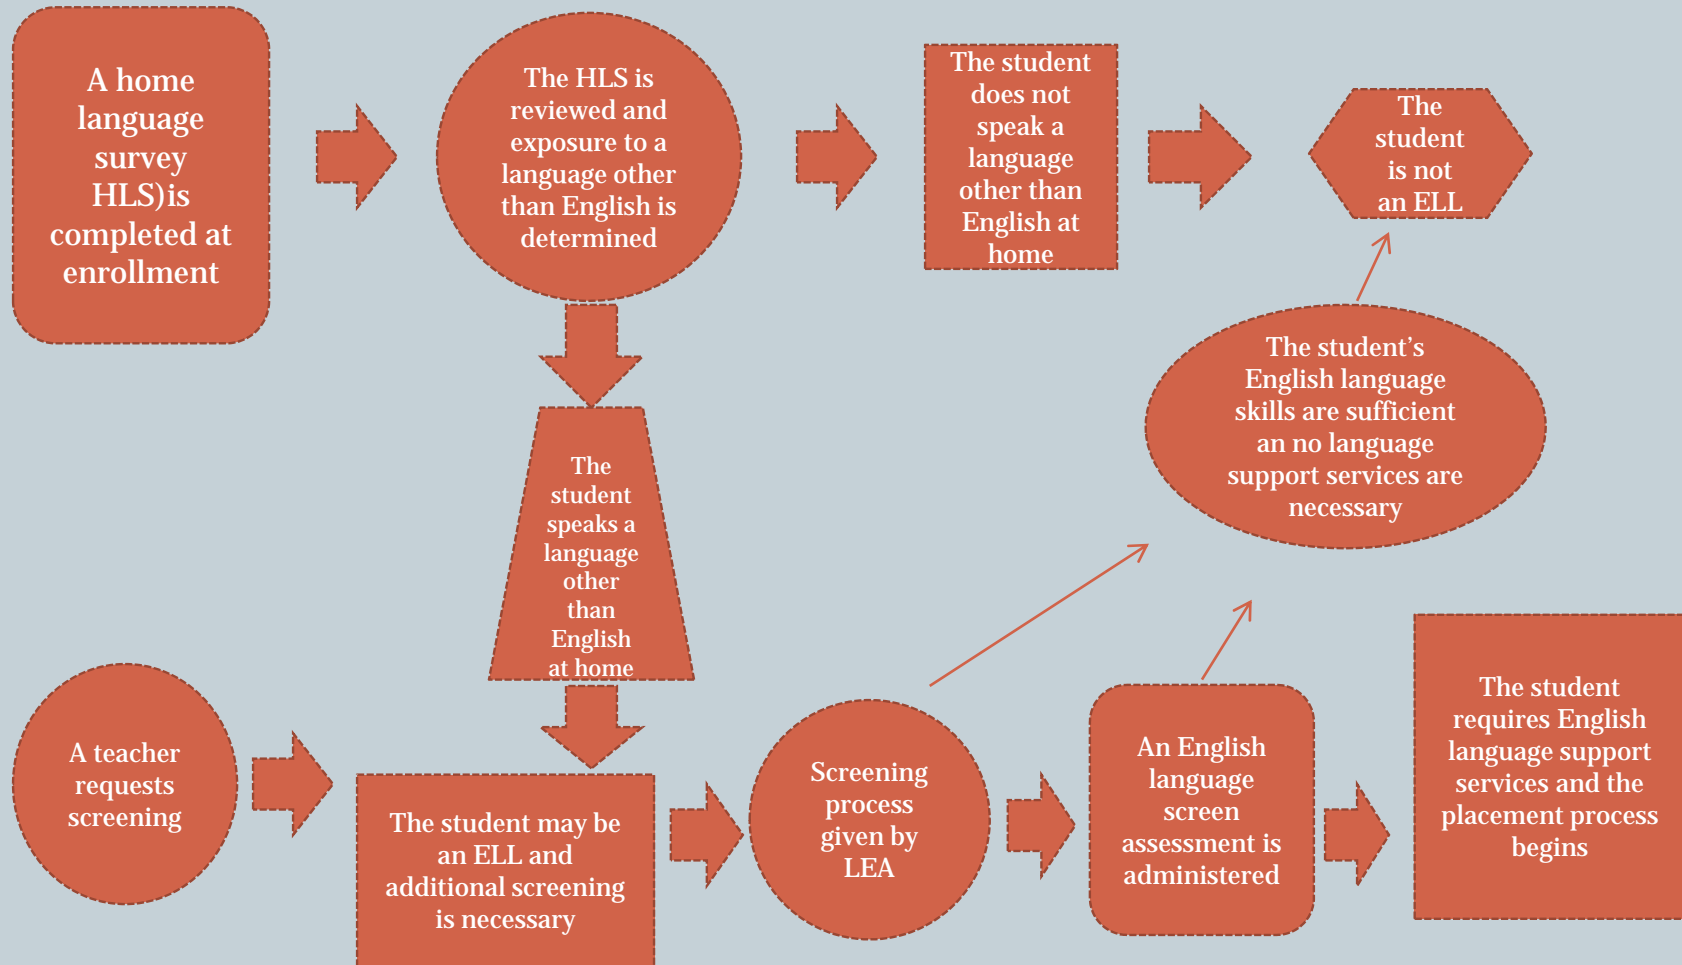 A home
language
survey
HLS)is
completed at
enrollment
The HLS is
reviewed and
exposure to a
language other
than English is
determined
The student
does not
speak a
language
other than
English at
home
The
student
is not
an ELL
The student's
English language
skills are sufficient
an no language
support services are
necessary
The
student
speaks a
language
other
than
English
at home
A teacher
requests
screening
The student may be
an ELL and
additional screening
is necessary
Screening
process
given by
LEA
An English
language
screen
assessment is
administered
The student
requires English
language support
services and the
placement process
begins